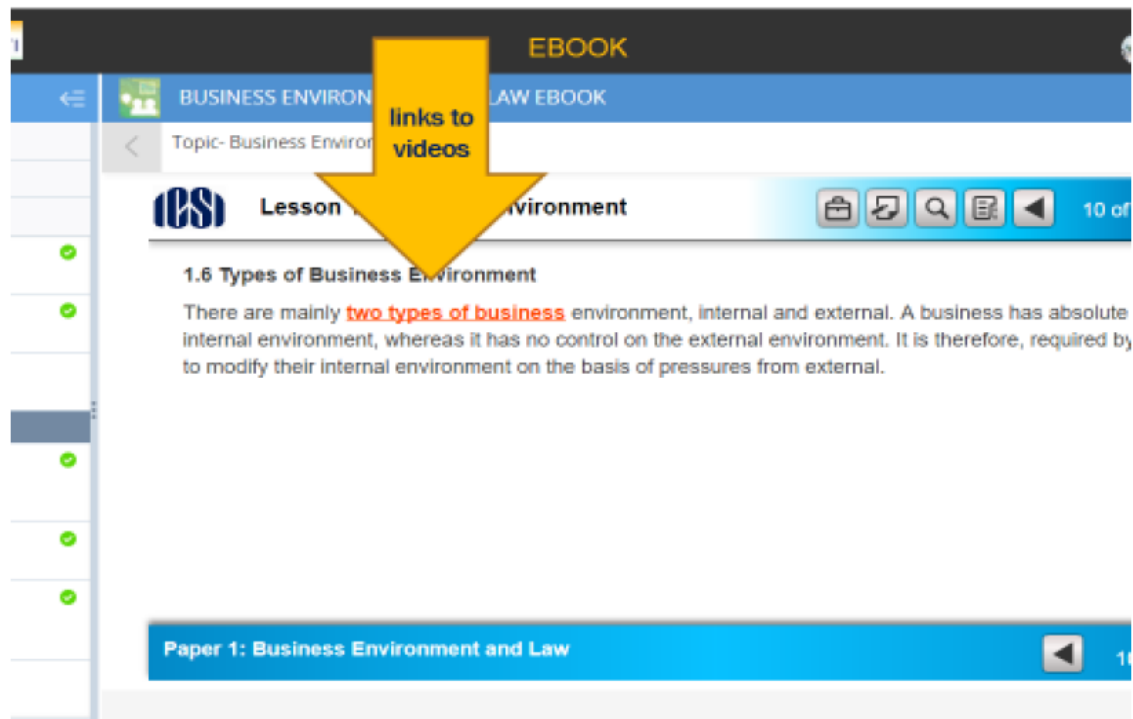 EBOOK
BUSINESS ENVIRON LAW EBOOK
links to
videos
Topic- Business Enviro
ICSI Lesson Environment
10 of
1.6 Types of Business Environment
There are mainly two types of business environment, internal and external. A business has absolute
internal environment, whereas it has no control on the external environment. It is therefore, required by
to modify their internal environment on the basis of pressures from external.
Paper 1: Business Environment and Law